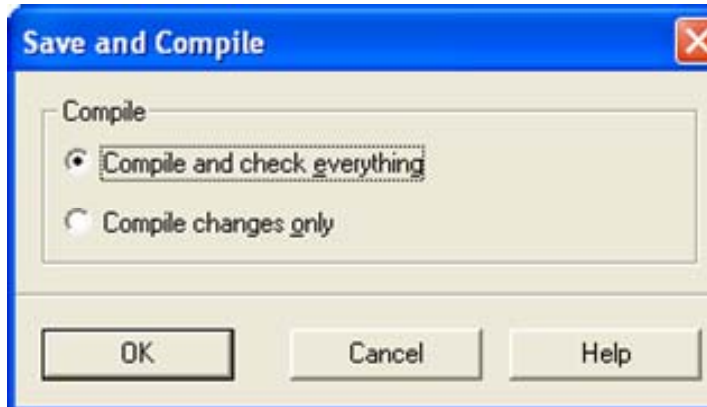 Save and Compile
Compile
Compile and check everything
Compile changes only
OK Cancel Help